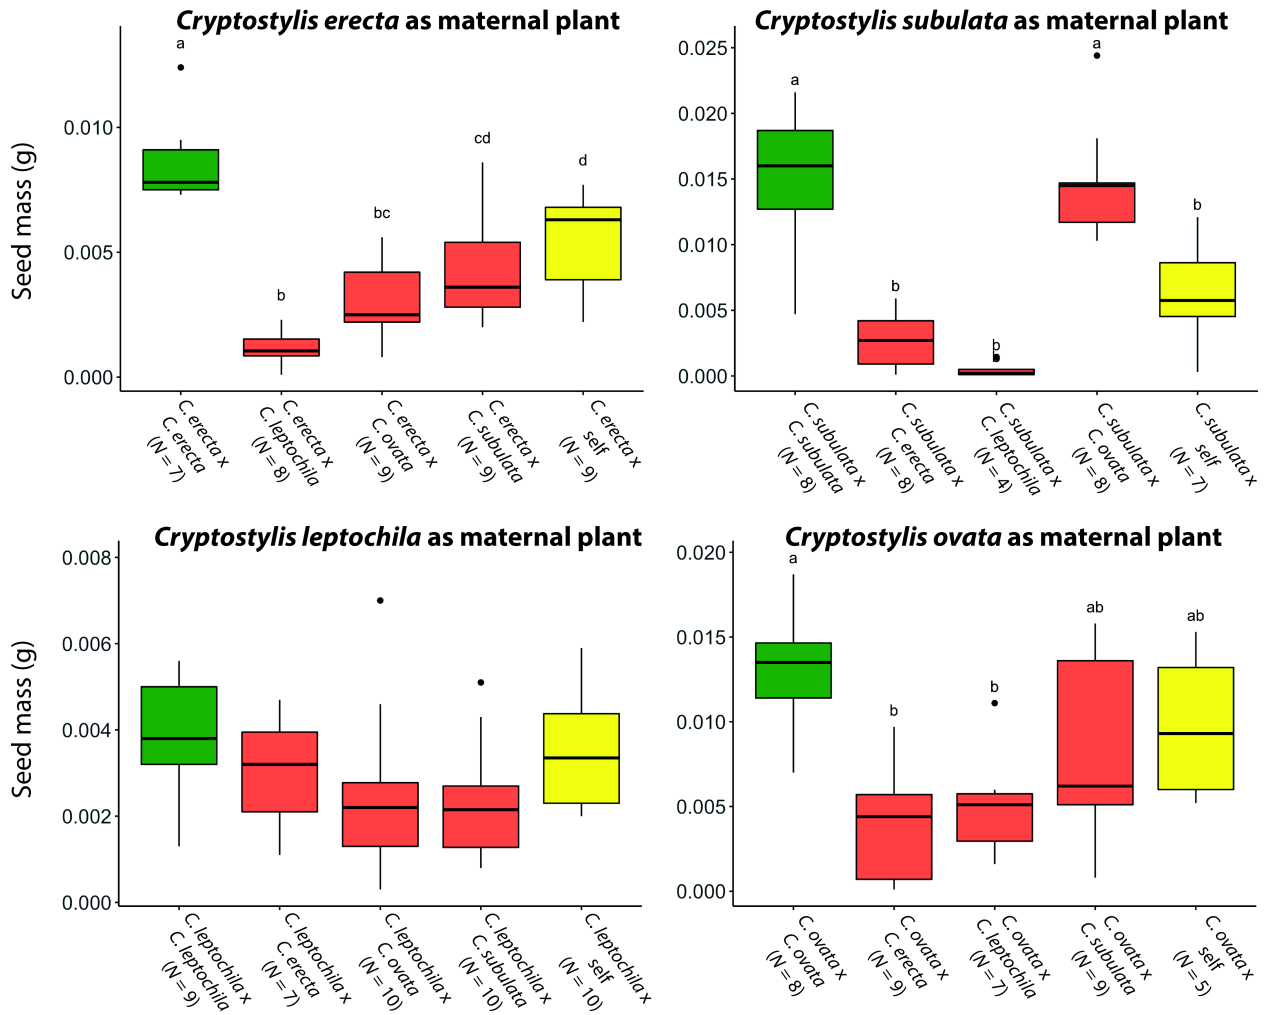 Cryptostylis erecta as maternal plant
Seed mass (g)
0.010
0.005
0.000
a
b
bc
cd
d
C. erecta x
C. erecta
(N = 7)
C. erecta x
C. leptochila
(N = 8)
C. erecta x
C. ovata
(N = 9)
C. erecta x
C. subulata
(N = 9)
C. erecta x
self
(N = 9)
Cryptostylis subulata as maternal plant
0.025
0.020
0.015
0.010
0.005
0.000
a
b
b
a
b
C. subulata x
C. subulata
(N = 8)
C. subulata x
C. erecta
(N = 8)
C. subulata x
C. leptochila
(N = 4)
C. subulata x
C. ovata
(N = 8)
C. subulata x
self
(N = 7)
Cryptostylis leptochila as maternal plant
Seed mass (g)
0.008
0.006
0.004
0.002
0.000
C. leptochila x
C. leptochila
(N = 9)
C. leptochila x
C. erecta
(N = 7)
C. leptochila x
C. ovata
(N = 10)
C. leptochila x
C. subulata
(N = 10)
C. leptochila x
self
(N = 10)
Cryptostylis ovata as maternal plant
0.020
0.015
0.010
0.005
0.000
a
b
b
ab
ab
C. ovata x
C. ovata
(N = 8)
C. ovata x
C. erecta
(N = 9)
C. ovata x
C. leptochila
(N = 7)
C. ovata x
C. subulata
(N = 9)
C. ovata x
self
(N = 5)